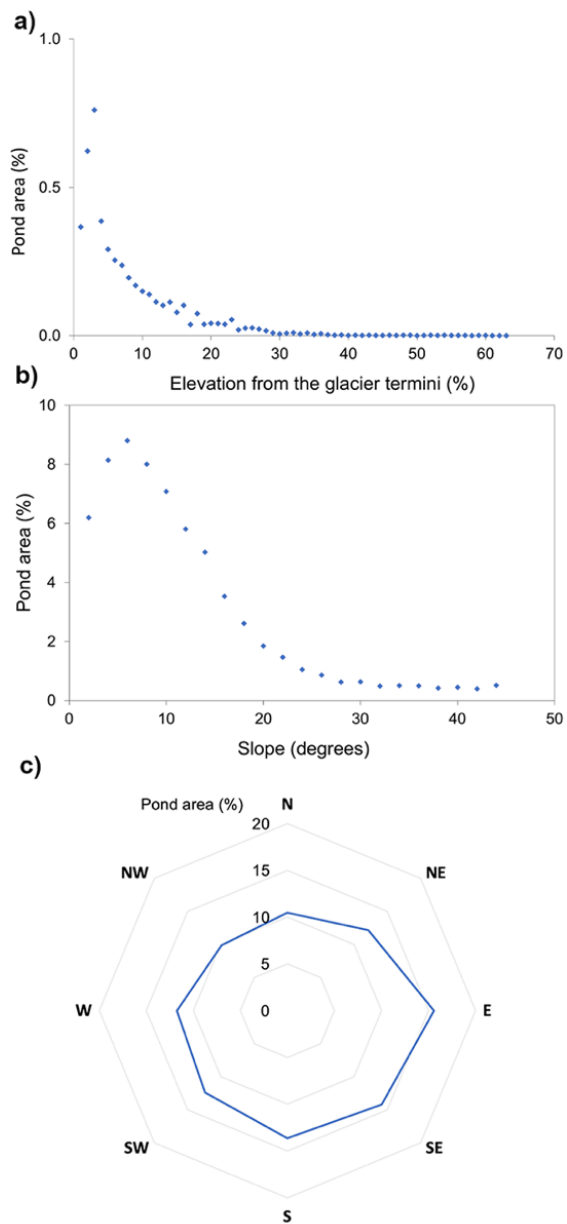 a)
1.0
0.5
0.0
Pond area (%)
0 10 20 30 40 50 60 70
Elevation from the glacier termini (%)
b)
10
8
6
4
2
0
Pond area (%)
0 10 20 30 40 50
Slope (degrees)
c)
Pond area (%)
N
20
NW
NE
15
10
5
W
0
E
SW
SE
S